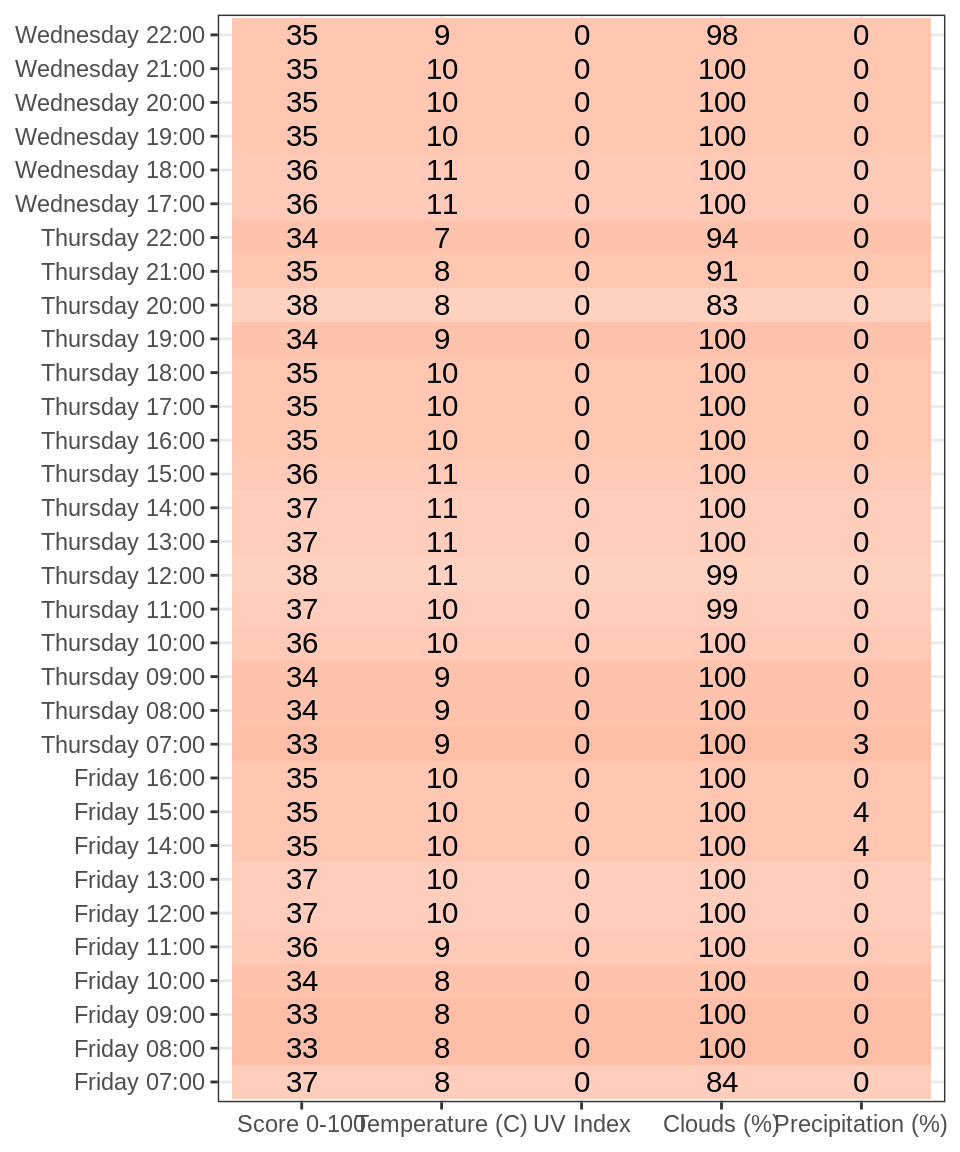 Wednesday 22:00 35 9 0 98 0
Wednesday 21:00 35 10 0 100 0
Wednesday 20:00 35 10 0 100 0
Wednesday 19:00 35 10 0 100 0
Wednesday 18:00 36 11 0 100 0
Wednesday 17:00 36 11 0 100 0
Thursday 22:00 34 7 0 94 0
Thursday 21:00 35 8 0 91 0
Thursday 20:00 38 8 0 83 0
Thursday 19:00 34 9 0 100 0
Thursday 18:00 35 10 0 100 0
Thursday 17:00 35 10 0 100 0
Thursday 16:00 35 10 0 100 0
Thursday 15:00 36 11 0 100 0
Thursday 14:00 37 11 0 100 0
Thursday 13:00 37 11 0 100 0
Thursday 12:00 38 11 0 99 0
Thursday 11:00 37 10 0 99 0
Thursday 10:00 36 10 0 100 0
Thursday 09:00 34 9 0 100 0
Thursday 08:00 34 9 0 100 0
Thursday 07:00 33 9 0 100 3
Friday 16:00 35 10 0 100 0
Friday 15:00 35 10 0 100 4
Friday 14:00 35 10 0 100 4
Friday 13:00 37 10 0 100 0
Friday 12:00 37 10 0 100 0
Friday 11:00 36 9 0 100 0
Friday 10:00 34 8 0 100 0
Friday 09:00 33 8 0 100 0
Friday 08:00 33 8 0 100 0
Friday 07:00 37 8 0 84 0
Score 0-100 Temperature (C) UV Index Clouds (%) Precipitation (%)